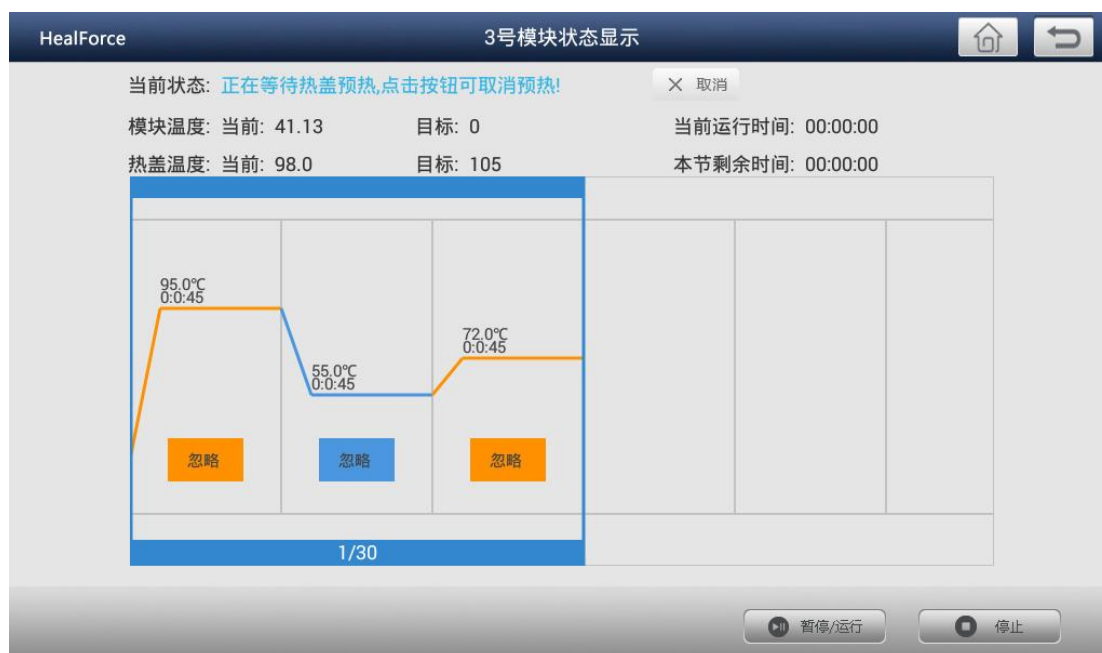 HealForce
3号模块状态显示
当前状态: 正在等待热盖预热,点击按钮可取消预热!
取消
模块温度: 当前: 41.13 目标: 0 当前运行时间: 00:00:00
热盖温度: 当前: 98.0 目标: 105 本节剩余时间: 00:00:00
95.0℃
0:0:45
55.0℃
0:0:45
72.0℃
0:0:45
忽略 忽略 忽略
1/30
暂停/运行 停止